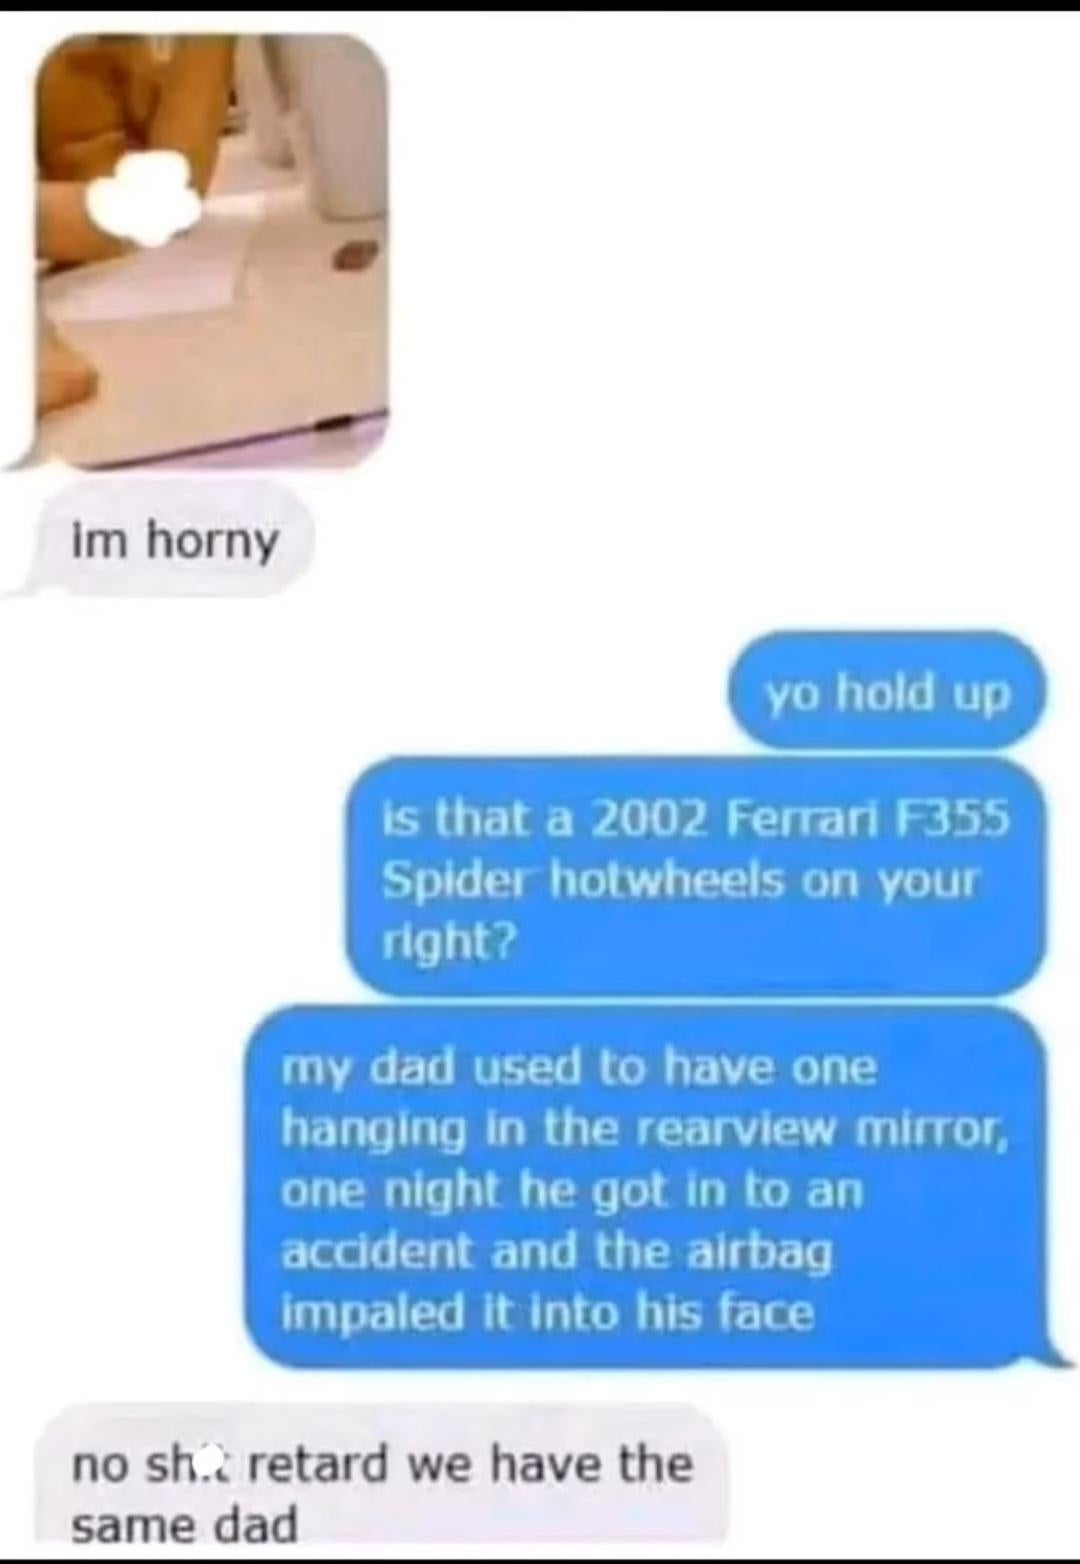 im horny
yo hold up
is that a 2002 Ferrari F355
Spider hotwheels on your
right?
my dad used to have one
hanging in the rearview mirror,
one night he got in to an
accident and the airbag
impaled it into his face
no sh.t retard we have the
same dad